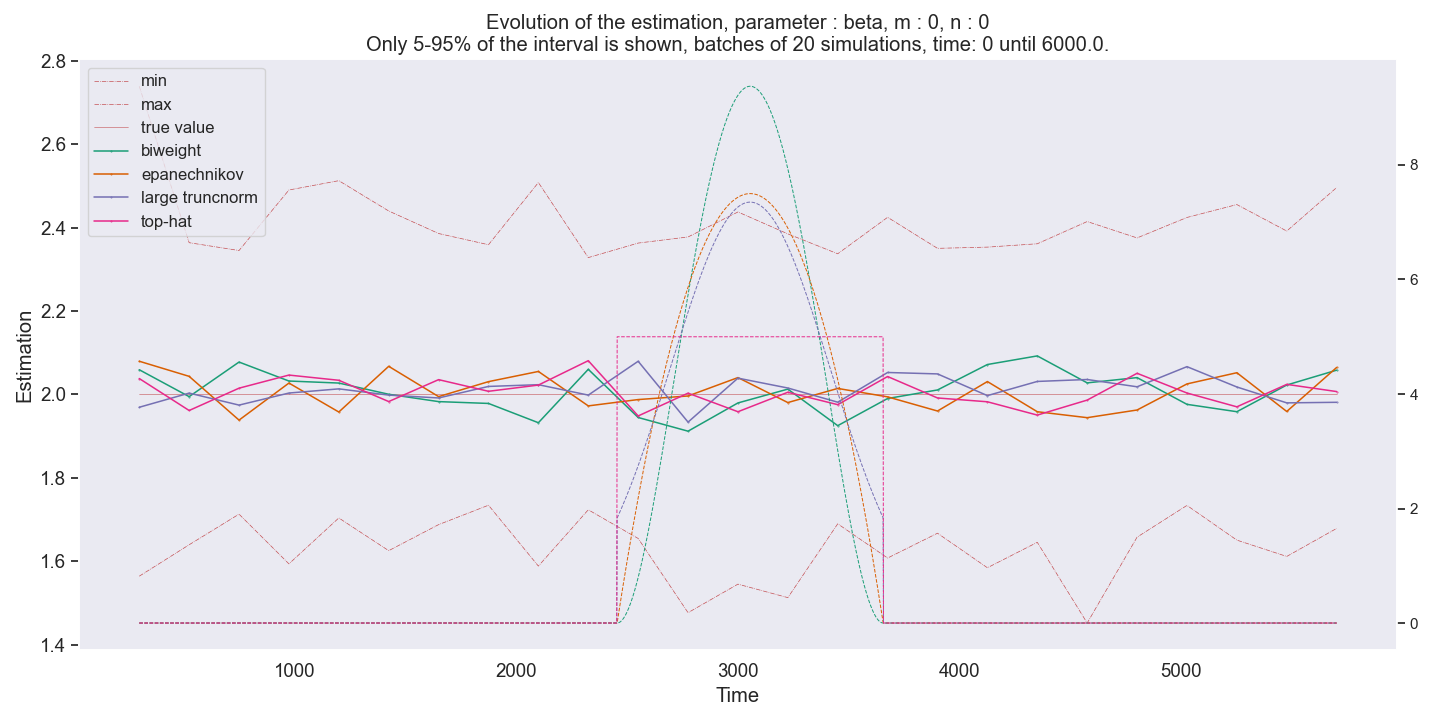 Evolution of the estimation, parameter : beta, m : 0, n : 0
Only 5-95% of the interval is shown, batches of 20 simulations, time: 0 until 6000.0.
2.8
2.6
2.4
2.2
2.0
1.8
1.6
1.4
Estimation
min
max
true value
biweight
epanechnikov
large truncnorm
top-hat
8
6
4
2
0
1000
2000
3000
4000
5000
Time